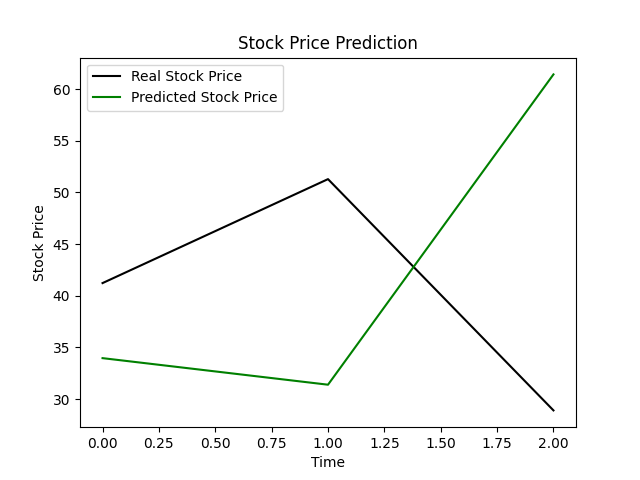 Stock Price Prediction
Real Stock Price
Predicted Stock Price
60
55
50
45
40
35
30
Stock Price
0.00 0.25 0.50 0.75 1.00 1.25 1.50 1.75 2.00
Time